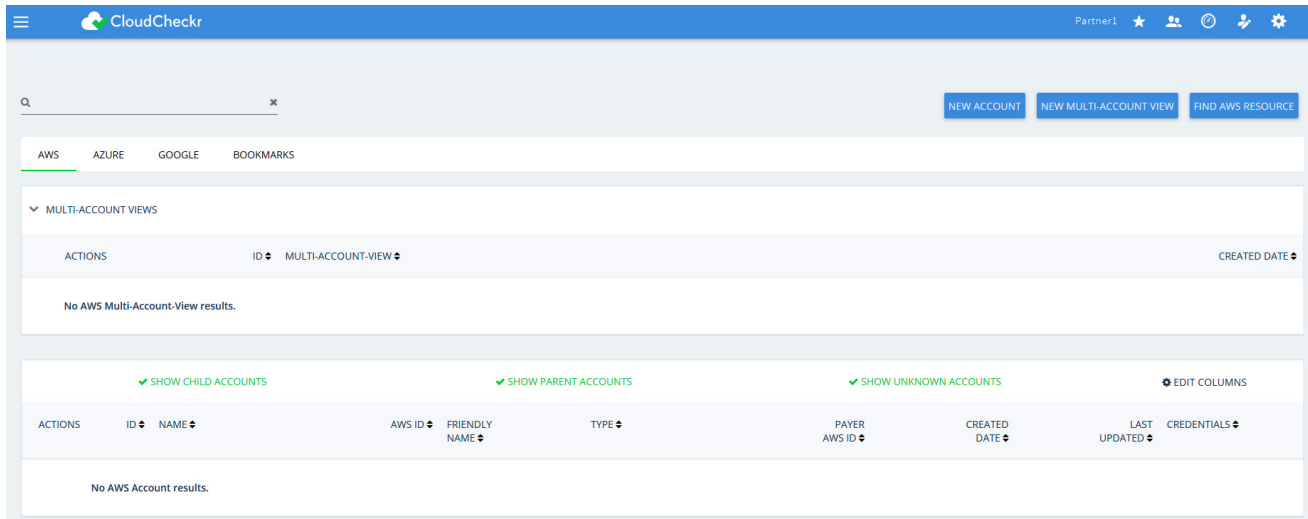 CloudCheckr Partner1
NEW ACCOUNT NEW MULTI-ACCOUNT VIEW FIND AWS RESOURCE
AWS AZURE GOOGLE BOOKMARKS
MULTI-ACCOUNT VIEWS
ACTIONS ID MULTI-ACCOUNT-VIEW CREATED DATE
No AWS Multi-Account-View results.
SHOW CHILD ACCOUNTS SHOW PARENT ACCOUNTS SHOW UNKNOWN ACCOUNTS EDIT COLUMNS
ACTIONS ID NAME AWS ID FRIENDLY TYPE PAYER CREATED LAST CREDENTIALS
NAME AWS ID DATE UPDATED
No AWS Account results.